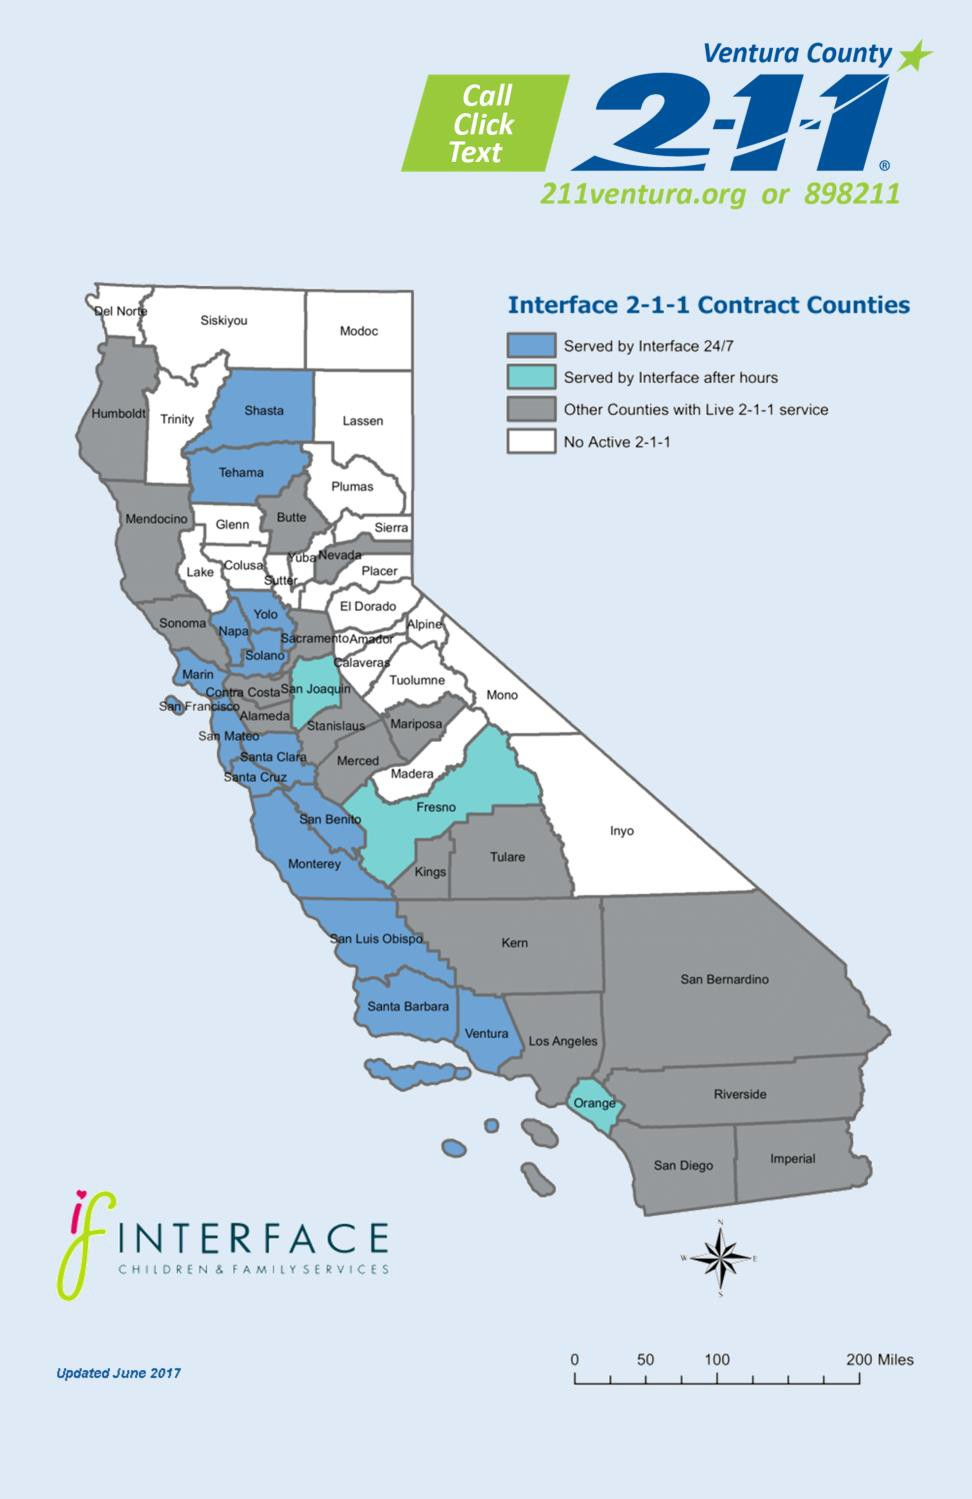 Ventura County
Call
Click
Text
2-1-1®
211ventura.org or 898211
Interface 2-1-1 Contract Counties
Served by Interface 24/7
Served by Interface after hours
Other Counties with Live 2-1-1 service
No Active 2-1-1
Del Norte
Siskiyou
Modoc
Humboldt
Trinity
Shasta
Lassen
Tehama
Plumas
Mendocino
Glenn
Butte
Sierra
Lake
Colusa
Yuba
Nevada
Sutter
Placer
Sonoma
Napa
Yolo
El Dorado
Alpine
Solano
Sacramento
Amador
Calaveras
Marin
Contra Costa
San Joaquin
Tuolumne
Mono
San Francisco
Alameda
Stanislaus
Mariposa
San Mateo
Santa Clara
Merced
Madera
Santa Cruz
San Benito
Fresno
Inyo
Monterey
Kings
Tulare
San Luis Obispo
Kern
San Bernardino
Santa Barbara
Ventura
Los Angeles
Orange
Riverside
San Diego
Imperial
if INTERFACE
CHILDREN & FAMILY SERVICES
N
W E
S
Updated June 2017
0 50 100 200 Miles